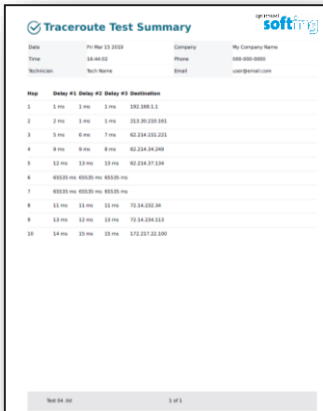 Traceroute Test Summary
optimized
softing
Date Fri Mar 15 2019 Company My Company Name
Time 16:44:02 Phone 000-000-0000
Technician Tech Name Email user@email.com
Hop Delay #1 Delay #2 Delay #3 Destination
1 1 ms 1 ms 1 ms 192.168.1.1
2 2 ms 1 ms 1 ms
3 5 ms 6 ms 7 ms 62.214.231.221
4 9 ms 9 ms 8 ms 62.214.34.249
5 12 ms 13 ms 13 ms 62.214.37.134
6 65535 ms 65535 ms 65535 ms
7 65535 ms 65535 ms 65535 ms
8 11 ms 11 ms 11 ms 72.14.232.34
9 13 ms 12 ms 13 ms 72.14.234.113
10 14 ms 15 ms 15 ms 172.217.22.100
Test 04 .txt 1 of 1